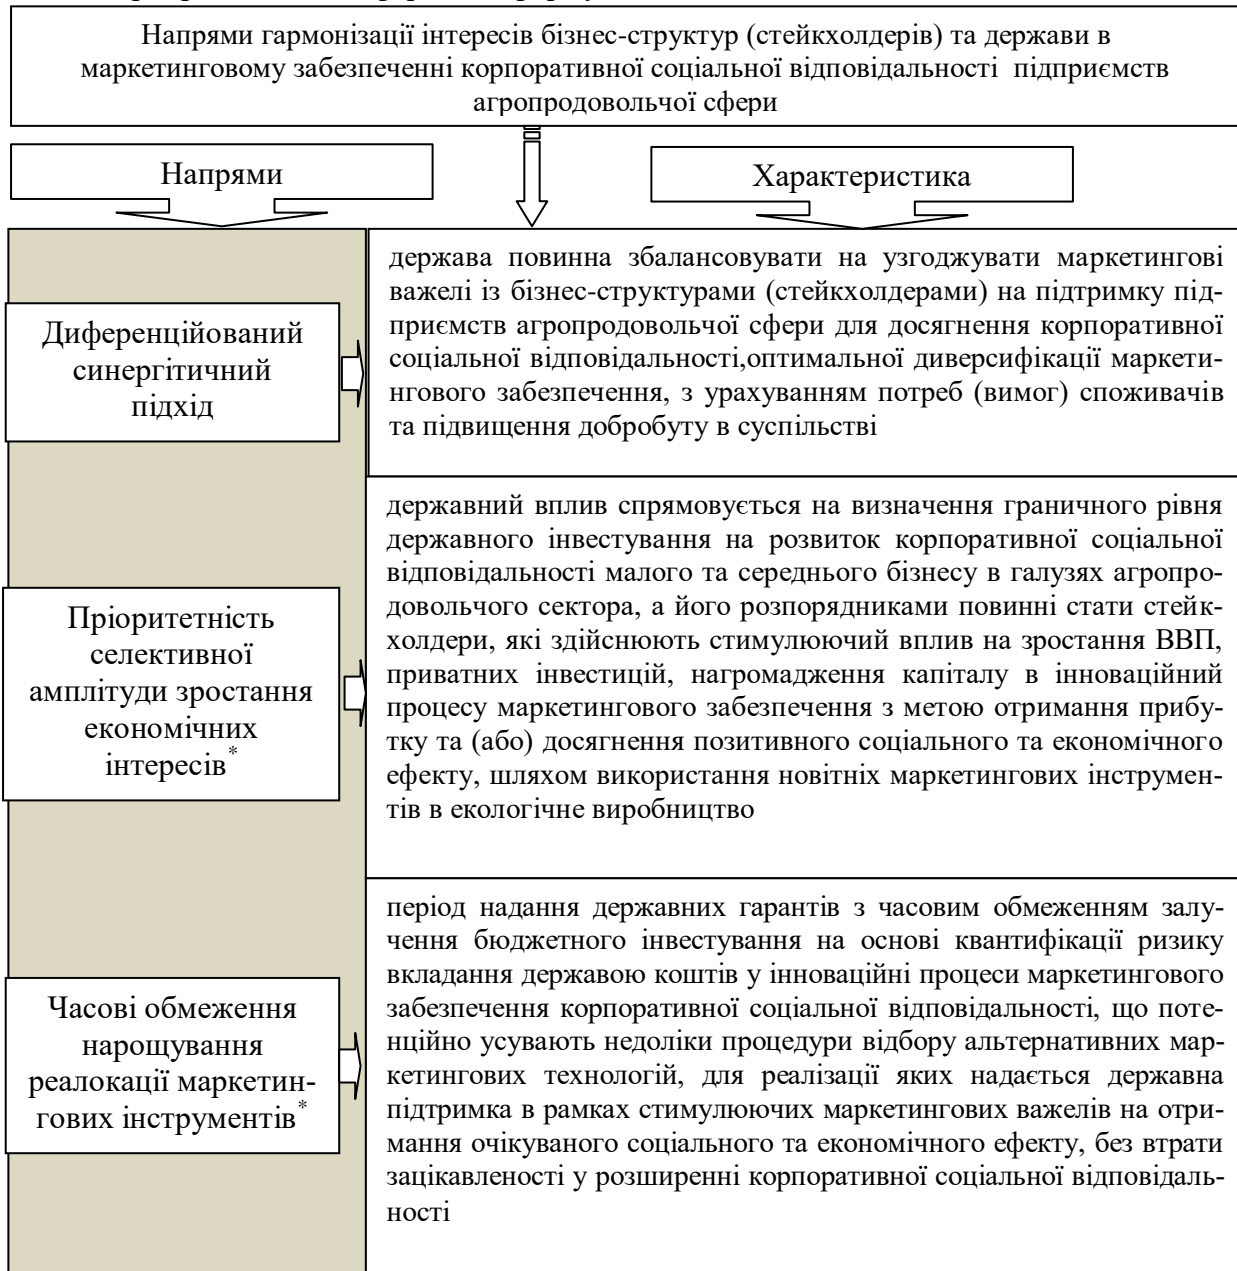 Напрями гармонізації інтересів бізнес-структур (стейкхолдерів) та держави в
маркетинговому забезпеченні корпоративної соціальної відповідальності підприємств
агропродовольчої сфери
Напрями
Характеристика
Диференційований
синергітичний
підхід
держава повинна збалансовувати на узгоджувати маркетингові
важелі із бізнес-структурами (стейкхолдерами) на підтримку під-
приємств агропродовольчої сфери для досягнення корпоративної
соціальної відповідальності,оптимальної диверсифікації маркети-
нгового забезпечення, з урахуванням потреб (вимог) споживачів
та підвищення добробуту в суспільстві
Пріоритетність
селективної
амплітуди зростання
економічних
інтересів*
державний вплив спрямовується на визначення граничного рівня
державного інвестування на розвиток корпоративної соціальної
відповідальності малого та середнього бізнесу в галузях агропро-
довольчого сектора, а його розпорядниками повинні стати стейк-
холдери, які здійснюють стимулюючий вплив на зростання ВВП,
приватних інвестицій, нагромадження капіталу в інноваційний
процесу маркетингового забезпечення з метою отримання прибу-
тку та (або) досягнення позитивного соціального та економічного
ефекту, шляхом використання новітніх маркетингових інструмен-
тів в екологічне виробництво
Часові обмеження
нарощування
реалокації маркетин-
гових інструментів*
період надання державних гарантів з часовим обмеженням залу-
чення бюджетного інвестування на основі квантифікації ризику
вкладання державою коштів у інноваційні процеси маркетингового
забезпечення корпоративної соціальної відповідальності, що поте-
нційно усувають недоліки процедури відбору альтернативних мар-
кетингових технологій, для реалізації яких надається державна
підтримка в рамках стимулюючих маркетингових важелів на отри-
мання очікуваного соціального та економічного ефекту, без втрати
зацікавленості у розширенні корпоративної соціальної відповідаль-
ності